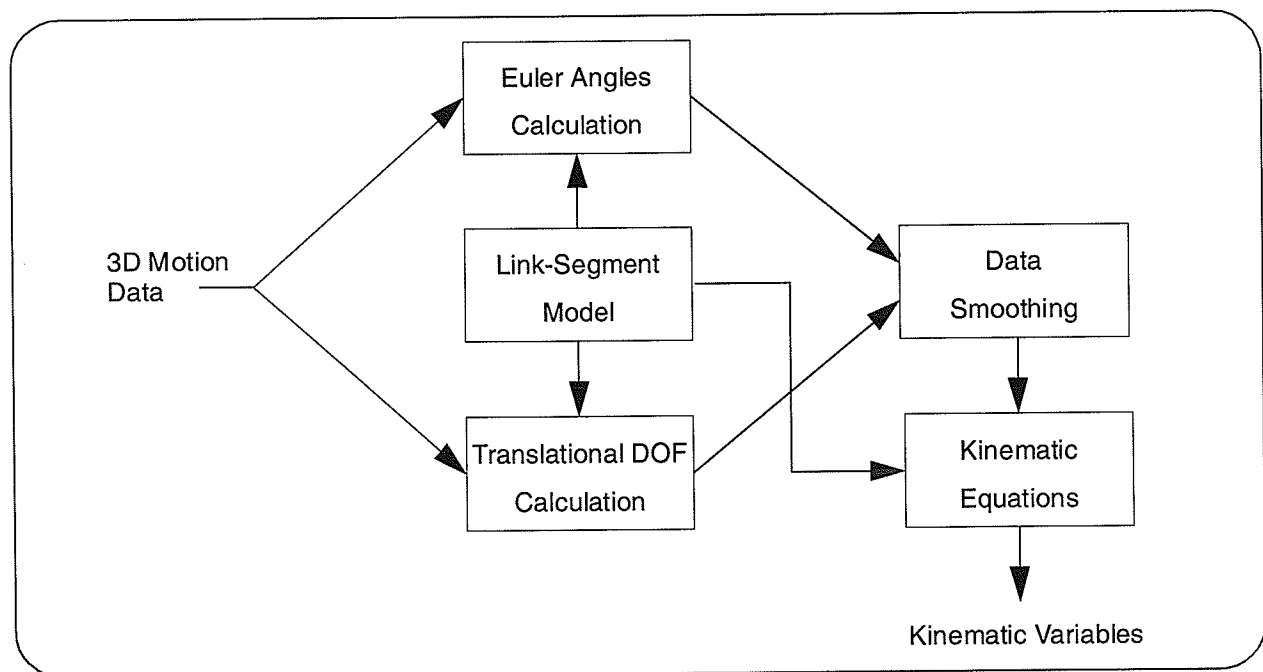 Euler Angles
Calculation
3D Motion
Data
Link-Segment
Model
Data
Smoothing
Translational DOF
Calculation
Kinematic
Equations
Kinematic Variables